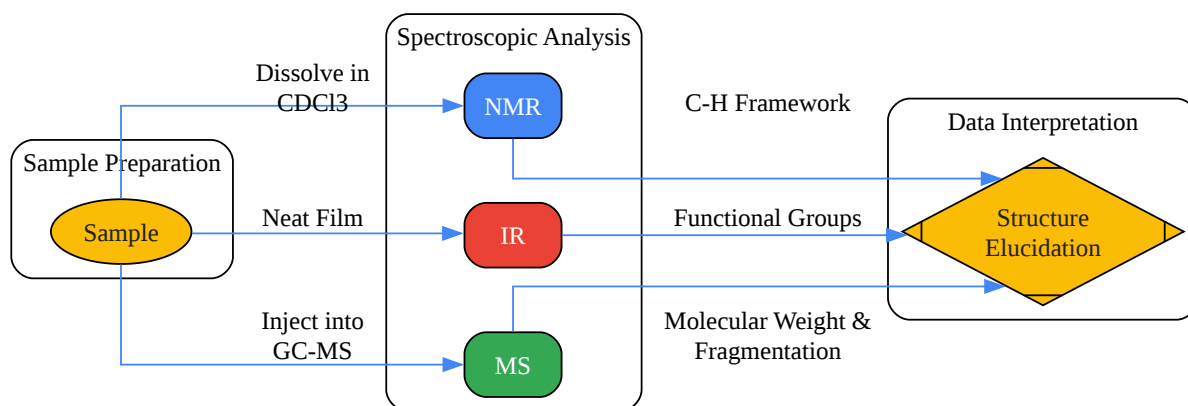 Spectroscopic Analysis
Dissolve in
CDCl3
NMR
C-H Framework
Data Interpretation
Sample Preparation
Sample
Neat Film
IR
Functional Groups
Structure
Elucidation
Inject into
GC-MS
MS
Molecular Weight &
Fragmentation